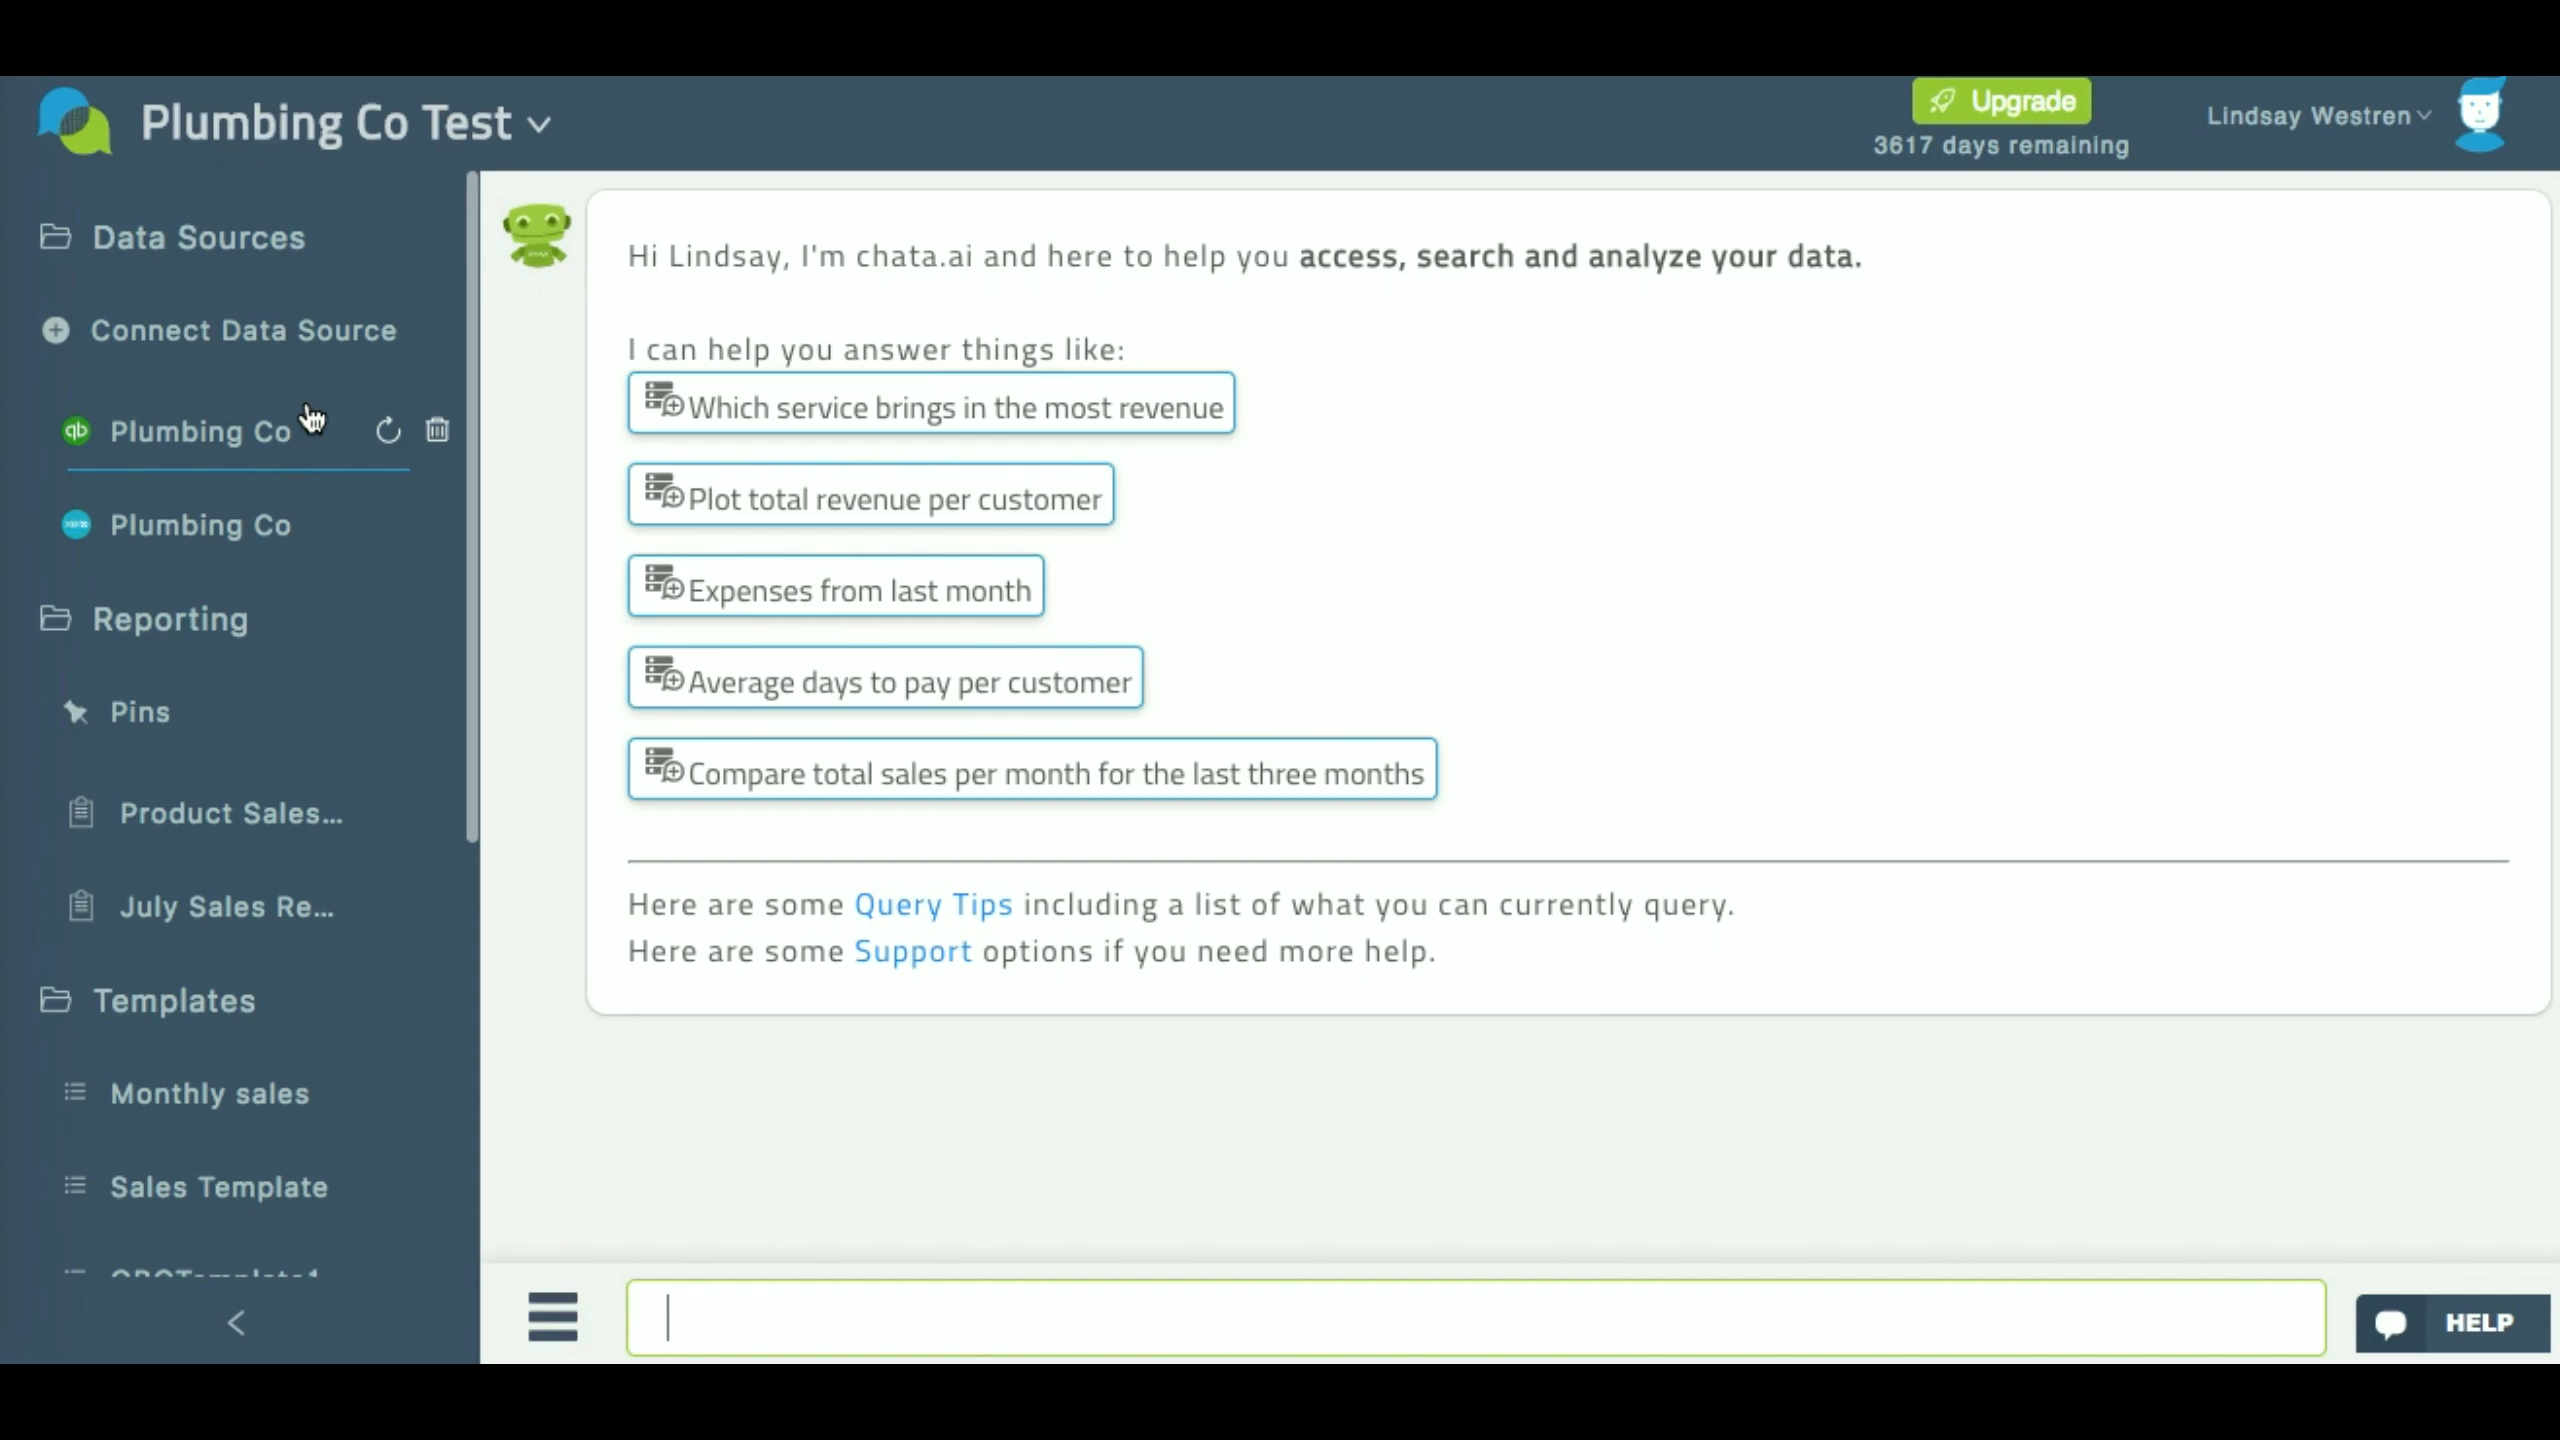 Plumbing Co Test
Upgrade
3617 days remaining
Lindsay Westren
Data Sources
Connect Data Source
qb Plumbing Co
Plumbing Co
Reporting
Pins
Product Sales...
July Sales Re...
Templates
Monthly sales
Sales Template
Hi Lindsay, I'm chata.ai and here to help you access, search and analyze your data.
I can help you answer things like:
Which service brings in the most revenue
Plot total revenue per customer
Expenses from last month
Average days to pay per customer
Compare total sales per month for the last three months
Here are some Query Tips including a list of what you can currently query.
Here are some Support options if you need more help.
HELP